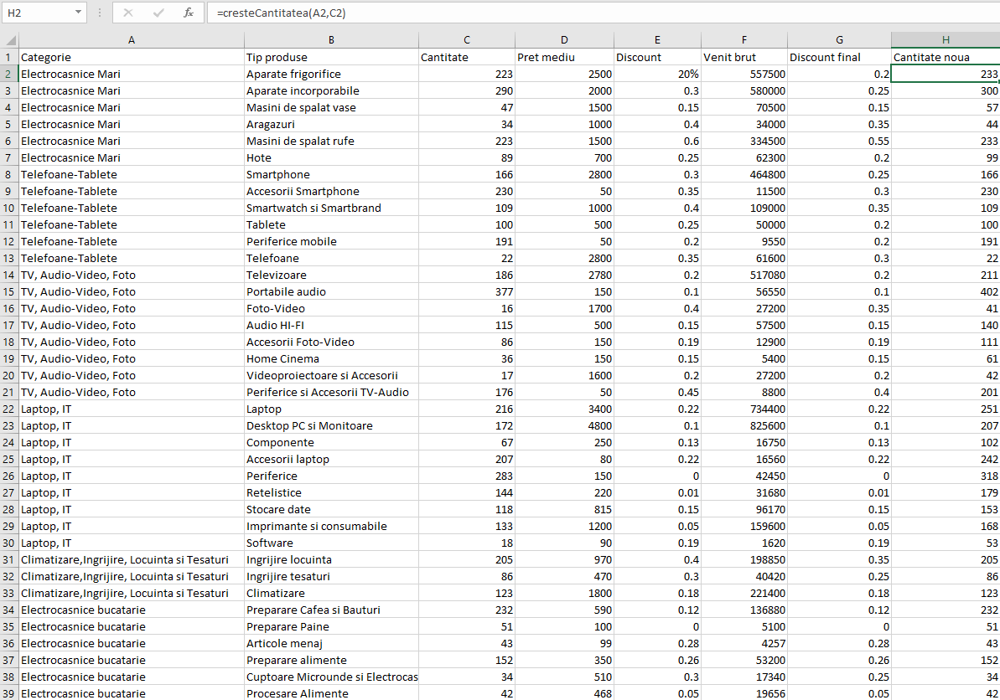 H2 fx =cresteCantitatea(A2,C2)
A B C D E F G H
1 Categorie Tip produse Cantitate Pret mediu Discount Venit brut Discount final Cantitate noua
2 Electrocasnice Mari Aparate frigorifice 223 2500 20% 557500 0.2 233
3 Electrocasnice Mari Aparate incorporabile 290 2000 0.3 580000 0.25 300
4 Electrocasnice Mari Masini de spalat vase 47 1500 0.15 70500 0.15 57
5 Electrocasnice Mari Aragazuri 34 1000 0.4 34000 0.35 44
6 Electrocasnice Mari Masini de spalat rufe 223 1500 0.6 334500 0.55 233
7 Electrocasnice Mari Hote 89 700 0.25 62300 0.2 99
8 Telefoane-Tablete Smartphone 166 2800 0.3 464800 0.25 166
9 Telefoane-Tablete Accesorii Smartphone 230 50 0.35 11500 0.3 230
10 Telefoane-Tablete Smartwatch si Smartbrand 109 1000 0.4 109000 0.35 109
11 Telefoane-Tablete Tablete 100 500 0.25 50000 0.2 100
12 Telefoane-Tablete Periferice mobile 191 50 0.2 9550 0.2 191
13 Telefoane-Tablete Telefoane 22 2800 0.35 61600 0.3 22
14 TV, Audio-Video, Foto Televizoare 186 2780 0.2 517080 0.2 211
15 TV, Audio-Video, Foto Portabile audio 377 150 0.1 56550 0.1 402
16 TV, Audio-Video, Foto Foto-Video 16 1700 0.4 27200 0.35 41
17 TV, Audio-Video, Foto Audio HI-FI 115 500 0.15 57500 0.15 140
18 TV, Audio-Video, Foto Accesorii Foto-Video 86 150 0.19 12900 0.19 111
19 TV, Audio-Video, Foto Home Cinema 36 150 0.15 5400 0.15 61
20 TV, Audio-Video, Foto Videoproiectoare si Accesorii 17 1600 0.2 27200 0.2 42
21 TV, Audio-Video, Foto Periferice si Accesorii TV-Audio 176 50 0.45 8800 0.4 201
22 Laptop, IT Laptop 216 3400 0.22 734400 0.22 251
23 Laptop, IT Desktop PC si Monitoare 172 4800 0.1 825600 0.1 207
24 Laptop, IT Componente 67 250 0.13 16750 0.13 102
25 Laptop, IT Accesorii laptop 207 80 0.22 16560 0.22 242
26 Laptop, IT Periferice 283 150 0 42450 0 318
27 Laptop, IT Retelistice 144 220 0.01 31680 0.01 179
28 Laptop, IT Stocare date 118 815 0.15 96170 0.15 153
29 Laptop, IT Imprimante si consumabile 133 1200 0.05 159600 0.05 168
30 Laptop, IT Software 18 90 0.19 1620 0.19 53
31 Climatizare,Ingrijire, Locuinta si Tesaturi Ingrijire locuinta 205 970 0.4 198850 0.35 205
32 Climatizare,Ingrijire, Locuinta si Tesaturi Ingrijire tesaturi 86 470 0.3 40420 0.25 86
33 Climatizare,Ingrijire, Locuinta si Tesaturi Climatizare 123 1800 0.18 221400 0.18 123
34 Electrocasnice bucatarie Preparare Cafea si Bauturi 232 590 0.12 136880 0.12 232
35 Electrocasnice bucatarie Preparare Paine 51 100 0 5100 0 51
36 Electrocasnice bucatarie Articole menaj 43 99 0.28 4257 0.28 43
37 Electrocasnice bucatarie Preparare alimente 152 350 0.26 53200 0.26 152
38 Electrocasnice bucatarie Cuptoare Microunde si Electrocas 34 510 0.3 17340 0.25 34
39 Electrocasnice bucatarie Procesare Alimente 42 468 0.05 19656 0.05 42